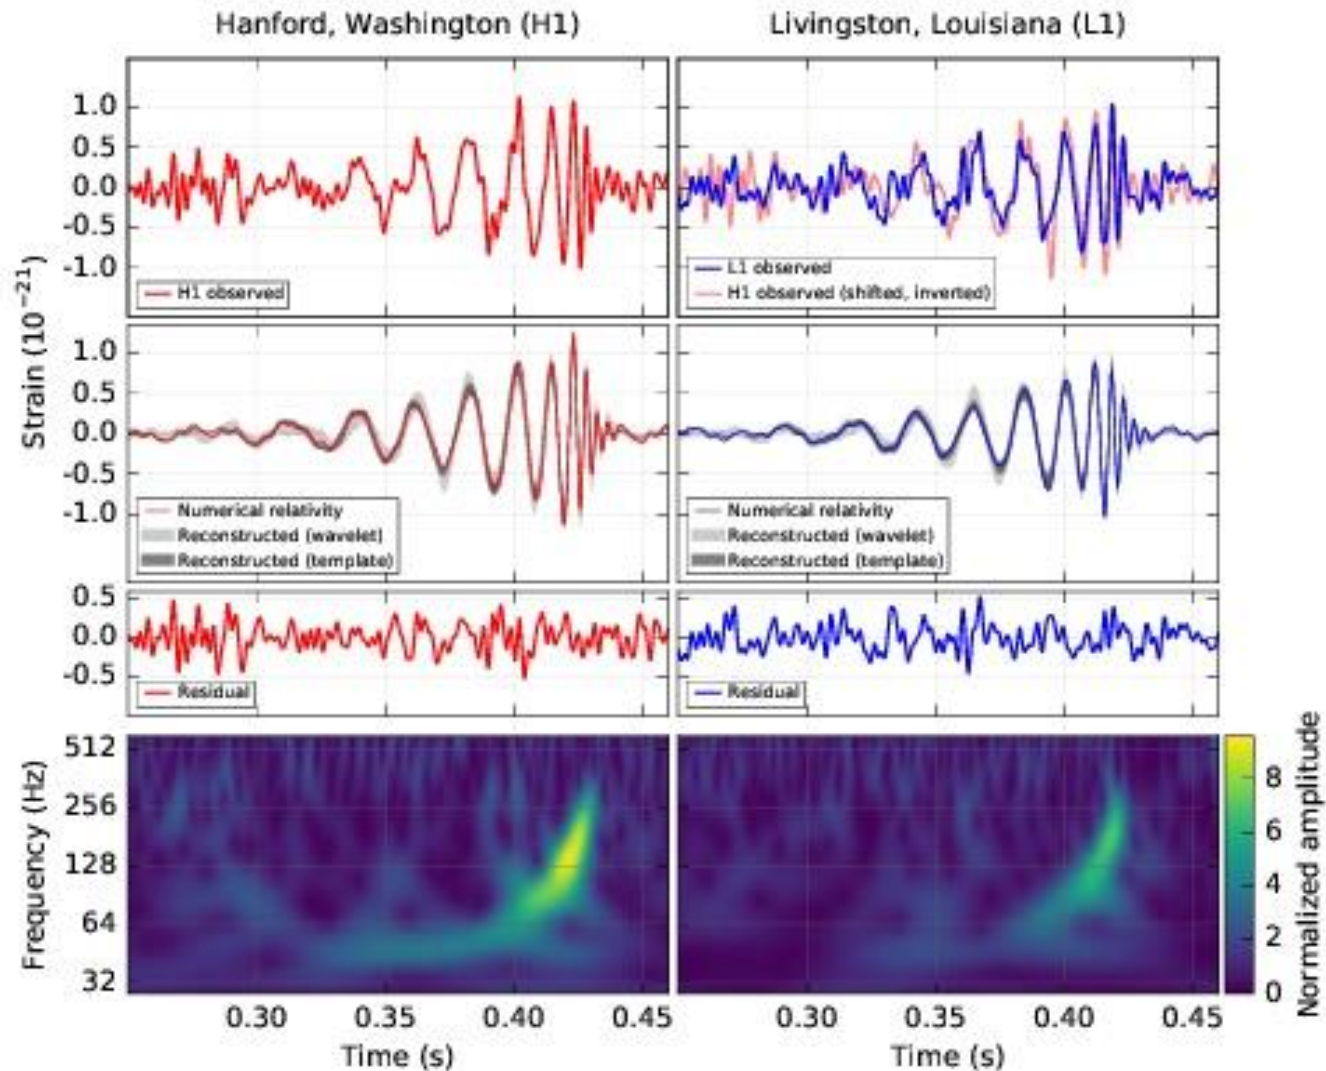 Hanford, Washington (H1)
Livingston, Louisiana (L1)
Strain (10⁻²¹)
1.0
0.5
0.0
-0.5
-1.0
H1 observed
L1 observed
H1 observed (shifted, inverted)
1.0
0.5
0.0
-0.5
-1.0
Numerical relativity
Reconstructed (wavelet)
Reconstructed (template)
Numerical relativity
Reconstructed (wavelet)
Reconstructed (template)
0.5
0.0
-0.5
Residual
Residual
Frequency (Hz)
512
256
128
64
32
Normalized amplitude
8
6
4
2
0
0.30 0.35 0.40 0.45
0.30 0.35 0.40 0.45
Time (s)
Time (s)